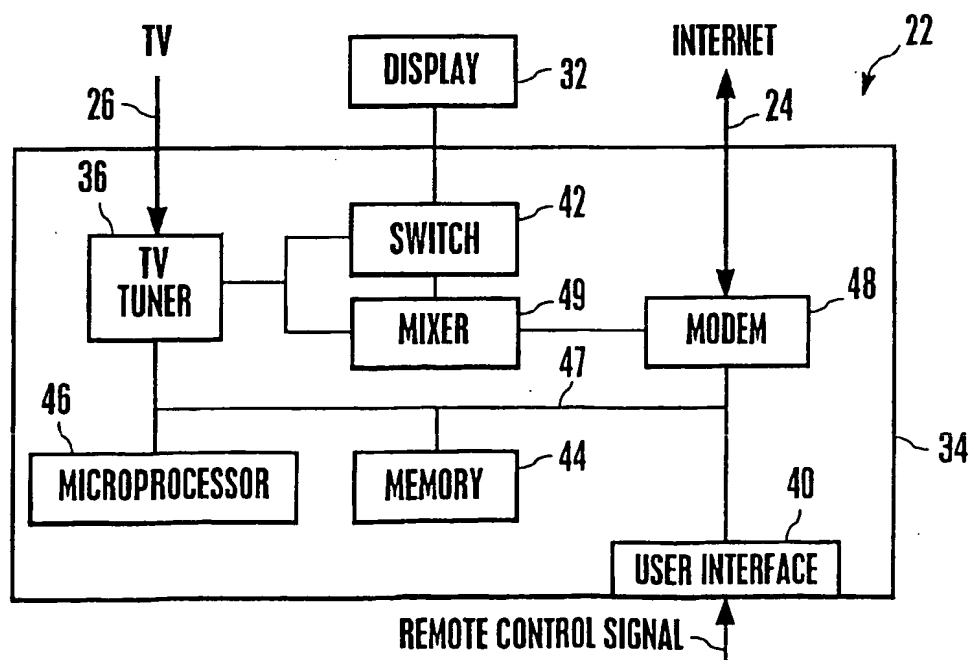 TV
INTERNET
22
DISPLAY
32
26
24
36
42
TV
TUNER
SWITCH
49
48
MIXER
MODEM
47
46
34
MICROPROCESSOR
MEMORY
44
40
USER INTERFACE
REMOTE CONTROL SIGNAL